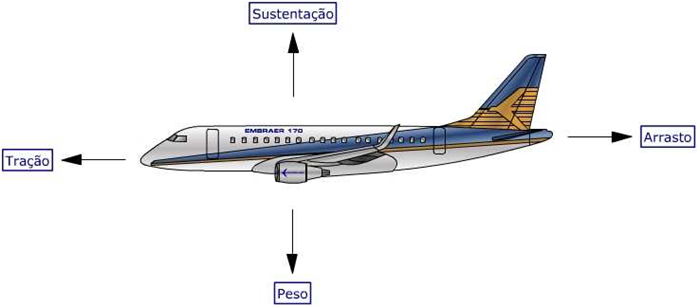 Sustentação
EMBRAER 170
Tração
Arrasto
Peso